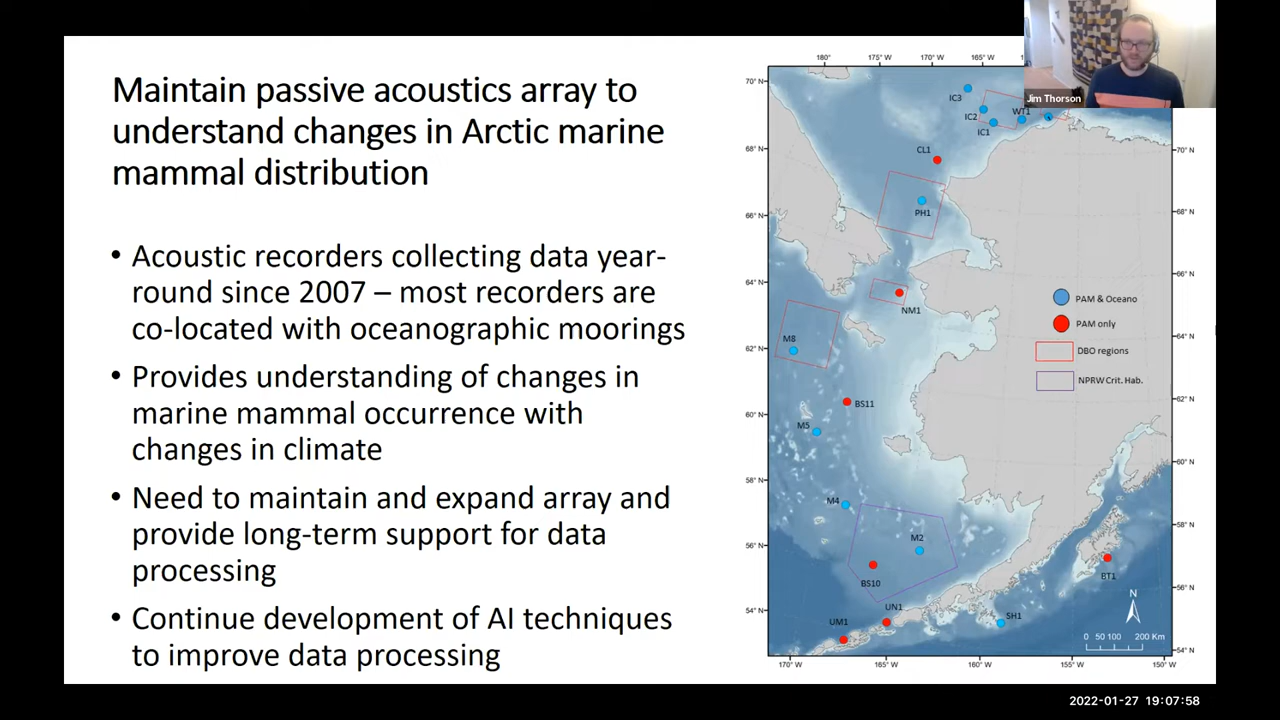 Maintain passive acoustics array to
understand changes in Arctic marine
mammal distribution
• Acoustic recorders collecting data year-
round since 2007 – most recorders are
co-located with oceanographic moorings
• Provides understanding of changes in
marine mammal occurrence with
changes in climate
• Need to maintain and expand array and
provide long-term support for data
processing
• Continue development of AI techniques
to improve data processing
180°
175° W
170° W
165° W
70° N
68° N
66° N
64° N
62° N
60° N
58° N
56° N
54° N
IC3
IC2
IC1
WT1
CL1
PH1
NM1
M8
BS11
M5
M4
M2
BS10
UN1
UM1
SH1
BT1
PAM & Oceano
PAM only
DBO regions
NPRW Crit. Hab.
N
0 50 100 200 Km
70° N
68° N
66° N
64° N
62° N
60° N
58° N
56° N
54° N
170° W
165° W
160° W
155° W
150° W
Jim Thorson
2022-01-27 19:07:58